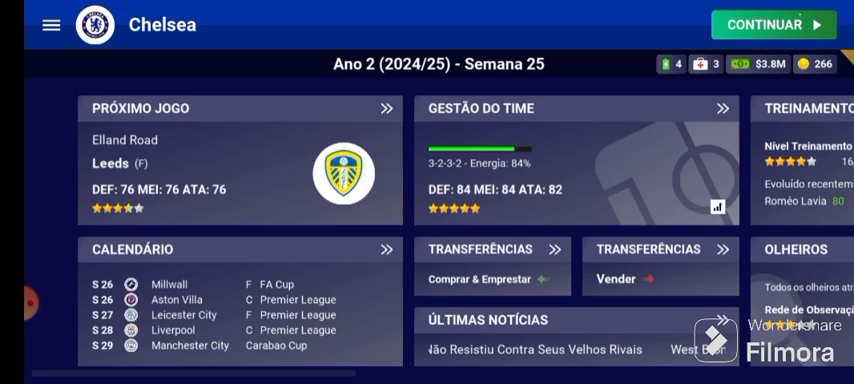 Chelsea
CONTINUAR
Ano 2 (2024/25) - Semana 25
4
3
$3.8M
266
PRÓXIMO JOGO
Elland Road
Leeds (F)
DEF: 76 MEI: 76 ATA: 76
GESTÃO DO TIME
3-2-3-2 - Energia: 84%
DEF: 84 MEI: 84 ATA: 82
TREINAMENTO
Nível Treinamento
16
Evoluído recentem
Roméo Lavia 80
CALENDÁRIO
S 26 Millwall F FA Cup
S 26 Aston Villa C Premier League
S 27 Leicester City F Premier League
S 28 Liverpool C Premier League
S 29 Manchester City Carabao Cup
TRANSFERÊNCIAS
Comprar & Emprestar
TRANSFERÊNCIAS
Vender
ÚLTIMAS NOTÍCIAS
Não Resistiu Contra Seus Velhos Rivais West
OLHEIROS
Todos os olheiros atr
Rede de Observaç
Wondershare
Filmora